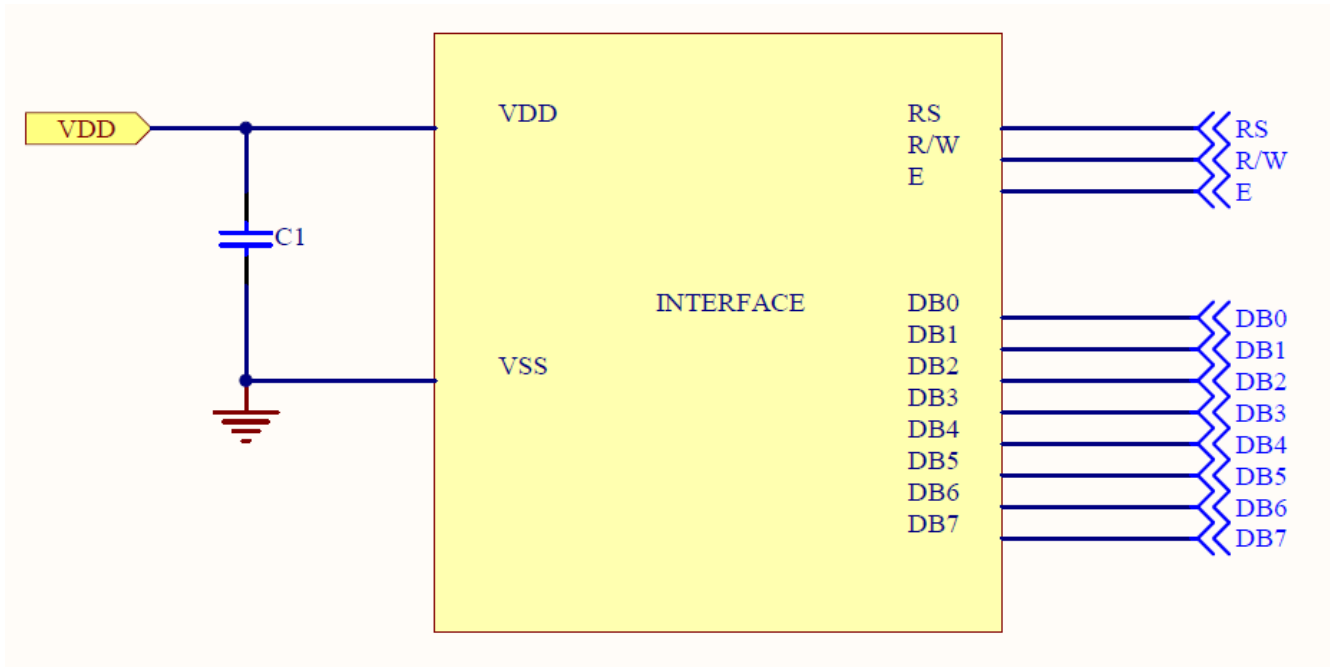 VDD
C1
VDD
VSS
INTERFACE
RS
R/W
E
DB0
DB1
DB2
DB3
DB4
DB5
DB6
DB7
RS
R/W
E
DB0
DB1
DB2
DB3
DB4
DB5
DB6
DB7